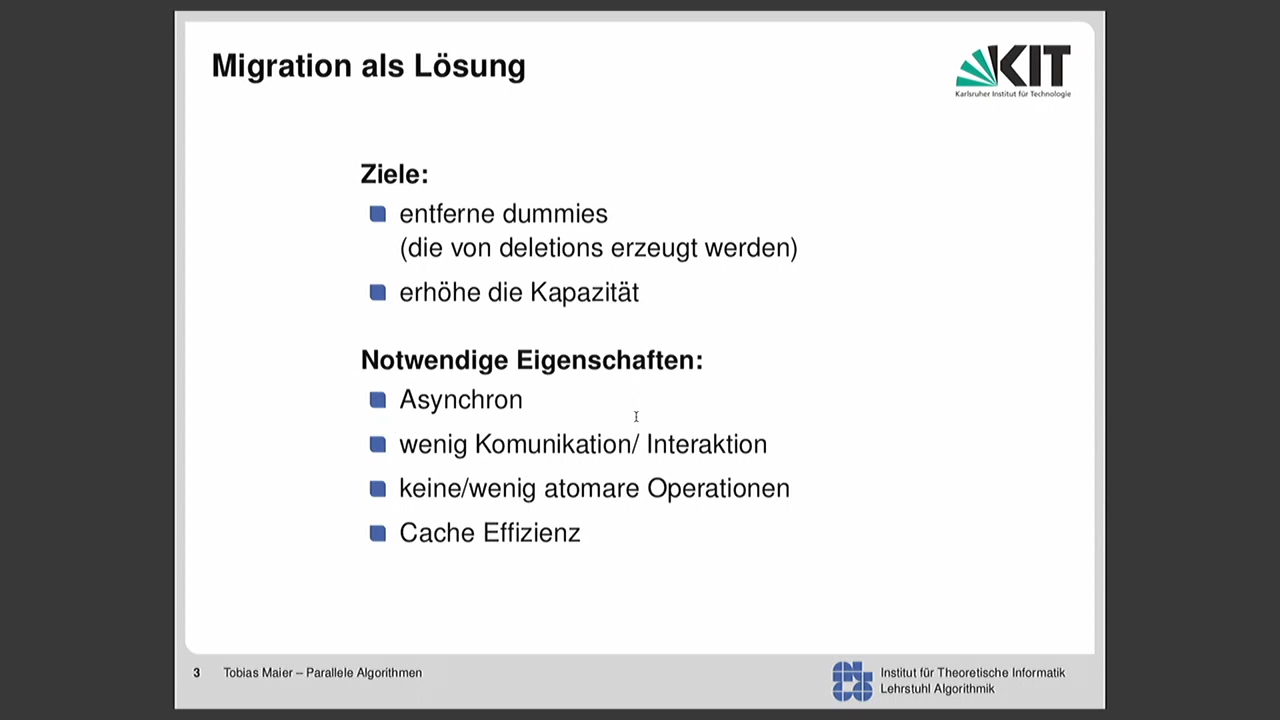 Migration als Lösung
KIT
Karlsruher Institut für Technologie
Ziele:
entferne dummies
(die von deletions erzeugt werden)
erhöhe die Kapazität
Notwendige Eigenschaften:
Asynchron
wenig Komunikation/ Interaktion
keine/wenig atomare Operationen
Cache Effizienz
3 Tobias Maier – Parallele Algorithmen
Institut für Theoretische Informatik
Lehrstuhl Algorithmik